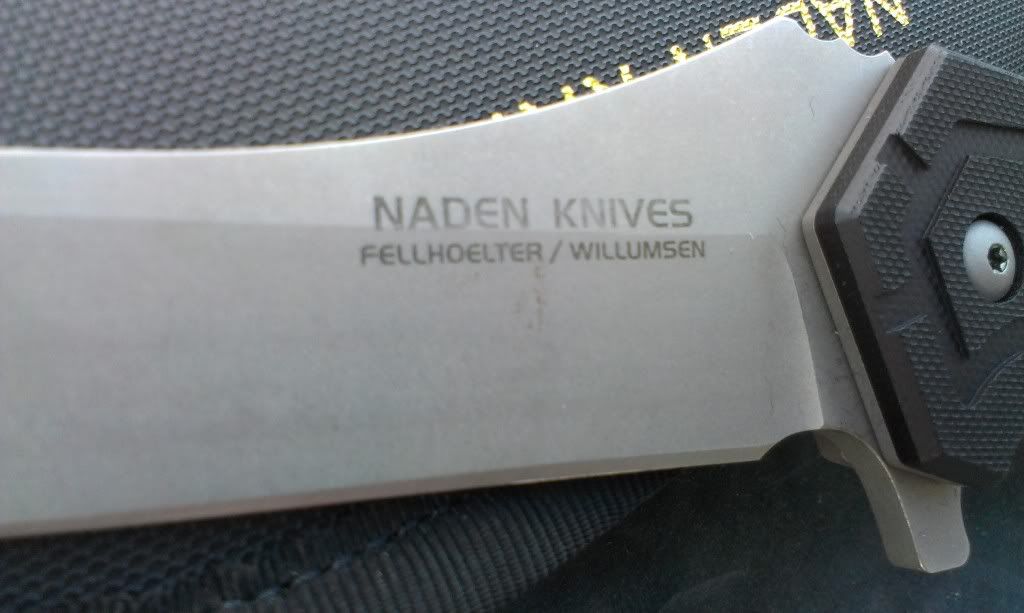 NADEN KNIVES
FELLHOELTER / WILLUMSEN